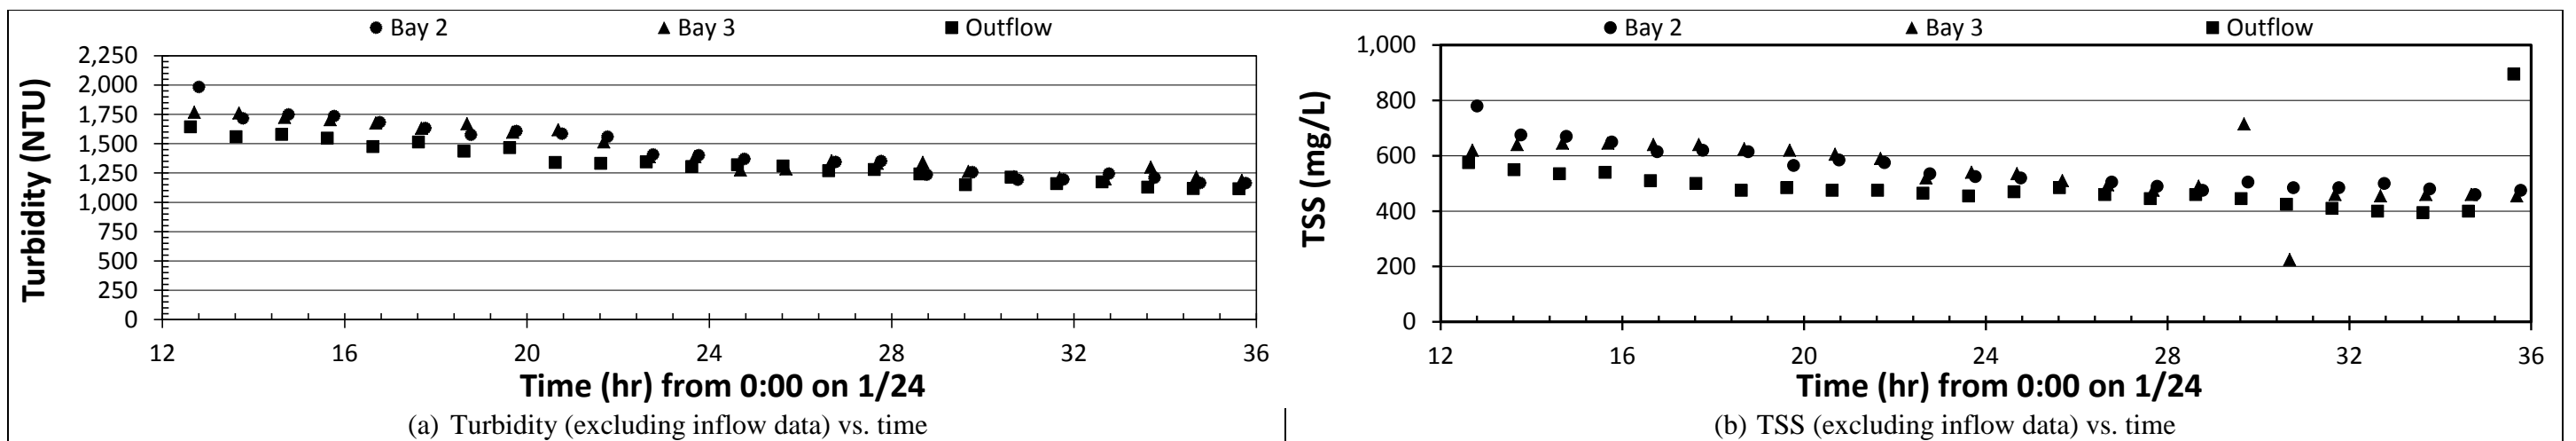 Bay 2 Bay 3 Outflow
2,250
2,000
1,750
1,500
1,250
1,000
750
500
250
0
Turbidity (NTU)
12 16 20 24 28 32 36
Time (hr) from 0:00 on 1/24
(a) Turbidity (excluding inflow data) vs. time
Bay 2 Bay 3 Outflow
1,000
800
600
400
200
0
TSS (mg/L)
12 16 20 24 28 32 36
Time (hr) from 0:00 on 1/24
(b) TSS (excluding inflow data) vs. time